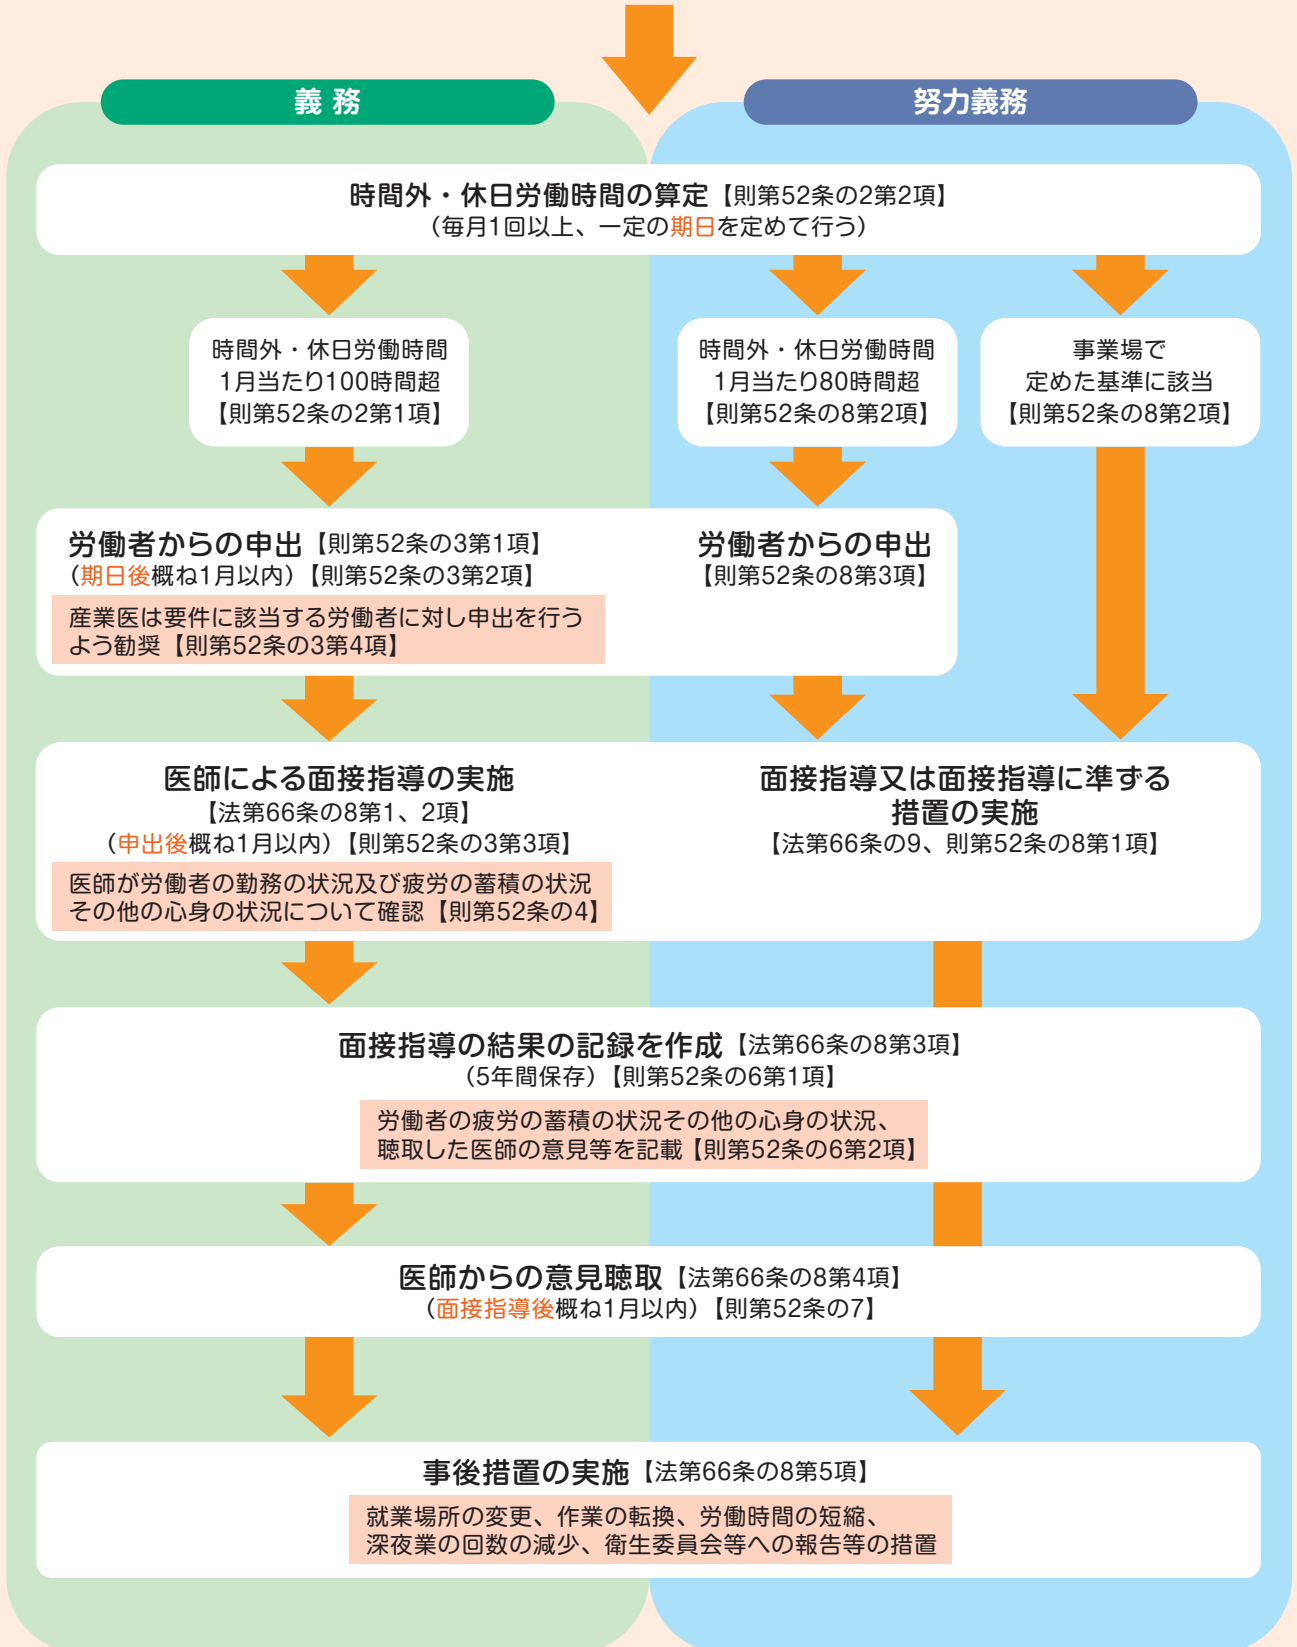 義務
努力義務
時間外・休日労働時間の算定【則第52条の2第2項】
（毎月1回以上、一定の期日を定めて行う）
時間外・休日労働時間
1月当たり100時間超
【則第52条の2第1項】
時間外・休日労働時間
1月当たり80時間超
【則第52条の8第2項】
事業場で
定めた基準に該当
【則第52条の8第2項】
労働者からの申出【則第52条の3第1項】
（期日後概ね1月以内）【則第52条の3第2項】
産業医は要件に該当する労働者に対し申出を行う
よう勧奨【則第52条の3第4項】
労働者からの申出
【則第52条の8第3項】
医師による面接指導の実施
【法第66条の8第1、2項】
（申出後概ね1月以内）【則第52条の3第3項】
医師が労働者の勤務の状況及び疲労の蓄積の状況
その他の心身の状況について確認【則第52条の4】
面接指導又は面接指導に準ずる
措置の実施
【法第66条の9、則第52条の8第1項】
面接指導の結果の記録を作成【法第66条の8第3項】
（5年間保存）【則第52条の6第1項】
労働者の疲労の蓄積の状況その他の心身の状況、
聴取した医師の意見等を記載【則第52条の6第2項】
医師からの意見聴取【法第66条の8第4項】
（面接指導後概ね1月以内）【則第52条の7】
事後措置の実施【法第66条の8第5項】
就業場所の変更、作業の転換、労働時間の短縮、
深夜業の回数の減少、衛生委員会等への報告等の措置